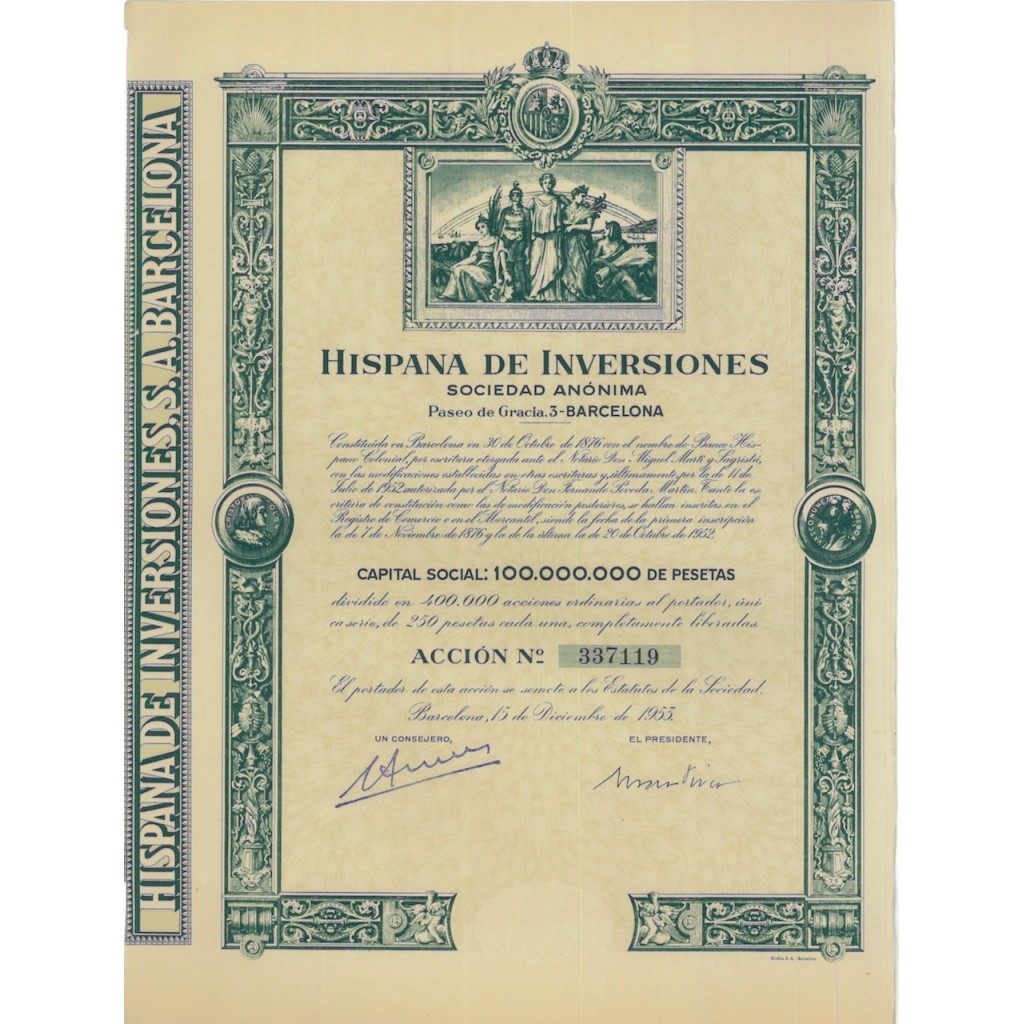 HISPANA DE INVERSIONES, S. A. BARCELONA
HISPANA DE INVERSIONES
SOCIEDAD ANÓNIMA
Paseo de Gracia. 3-BARCELONA
Constituída en Barcelona en 30 de Octubre de 1876 con el nombre de Banco His-
pano Colonial, por escritura otorgada ante el Notario Don Miguel Martí y Sagristá,
con las modificaciones establecidas en otras escrituras y, últimamente, por la de 11 de
Julio de 1952 autorizada por el Notario Don Fernando Poveda Martin. Tanto la es-
critura de constitución como las de modificación posteriores, se hallan inscritas en el
Registro de Comercio o en el Mercantil, siendo la fecha de la primera inscripción
la de 7 de Noviembre de 1876 y la de la última la de 20 de Octubre de 1952.
CAPITAL SOCIAL: 100.000.000 DE PESETAS
dividido en 400.000 acciones ordinarias al portador, úni
ca serie, de 250 pesetas cada una, completamente liberadas.
ACCIÓN Nº 337119
El portador de esta acción se somete a los Estatutos de la Sociedad.
Barcelona, 15 de Diciembre de 1953.
UN CONSEJERO,
EL PRESIDENTE,
S. A. - Barcelona